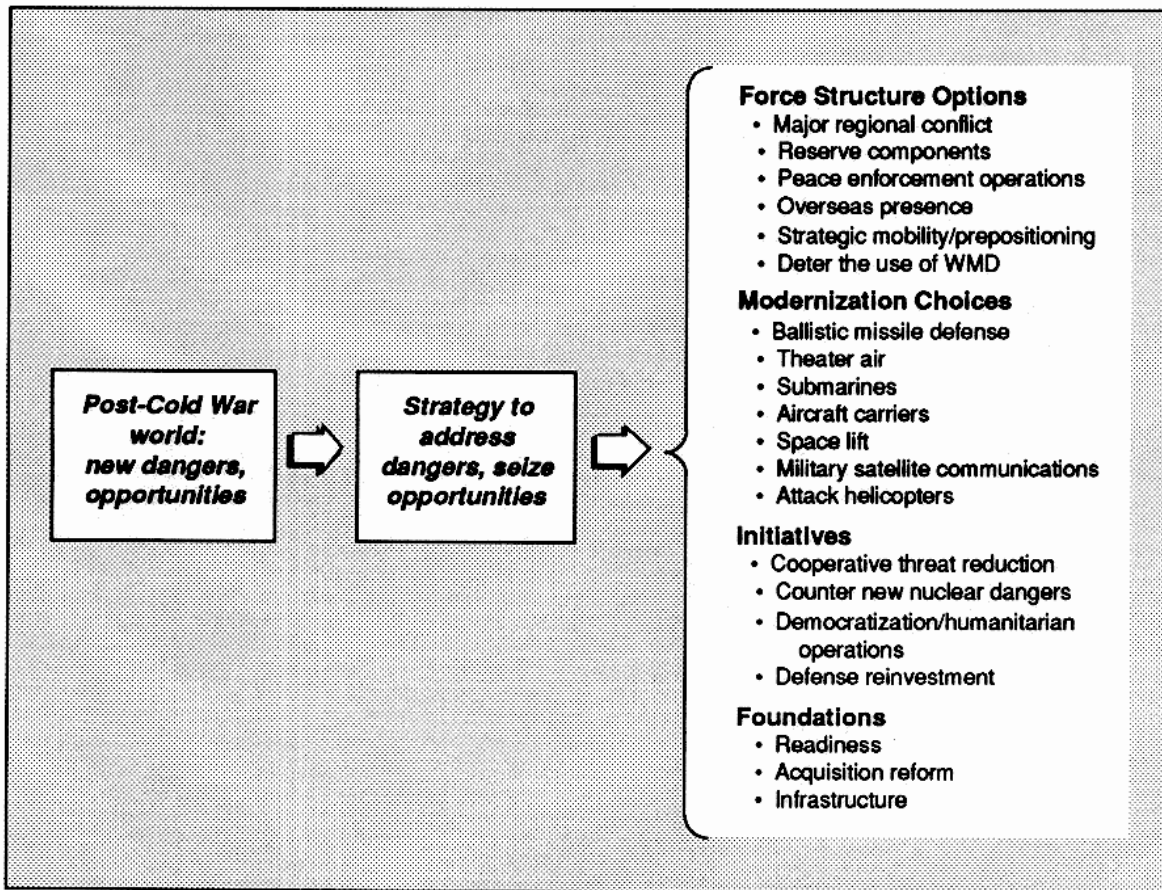 Post-Cold War
world:
new dangers,
opportunities
Strategy to
address
dangers, seize
opportunities
Force Structure Options
• Major regional conflict
• Reserve components
• Peace enforcement operations
• Overseas presence
• Strategic mobility/prepositioning
• Deter the use of WMD
Modernization Choices
• Ballistic missile defense
• Theater air
• Submarines
• Aircraft carriers
• Space lift
• Military satellite communications
• Attack helicopters
Initiatives
• Cooperative threat reduction
• Counter new nuclear dangers
• Democratization/humanitarian
operations
• Defense reinvestment
Foundations
• Readiness
• Acquisition reform
• Infrastructure